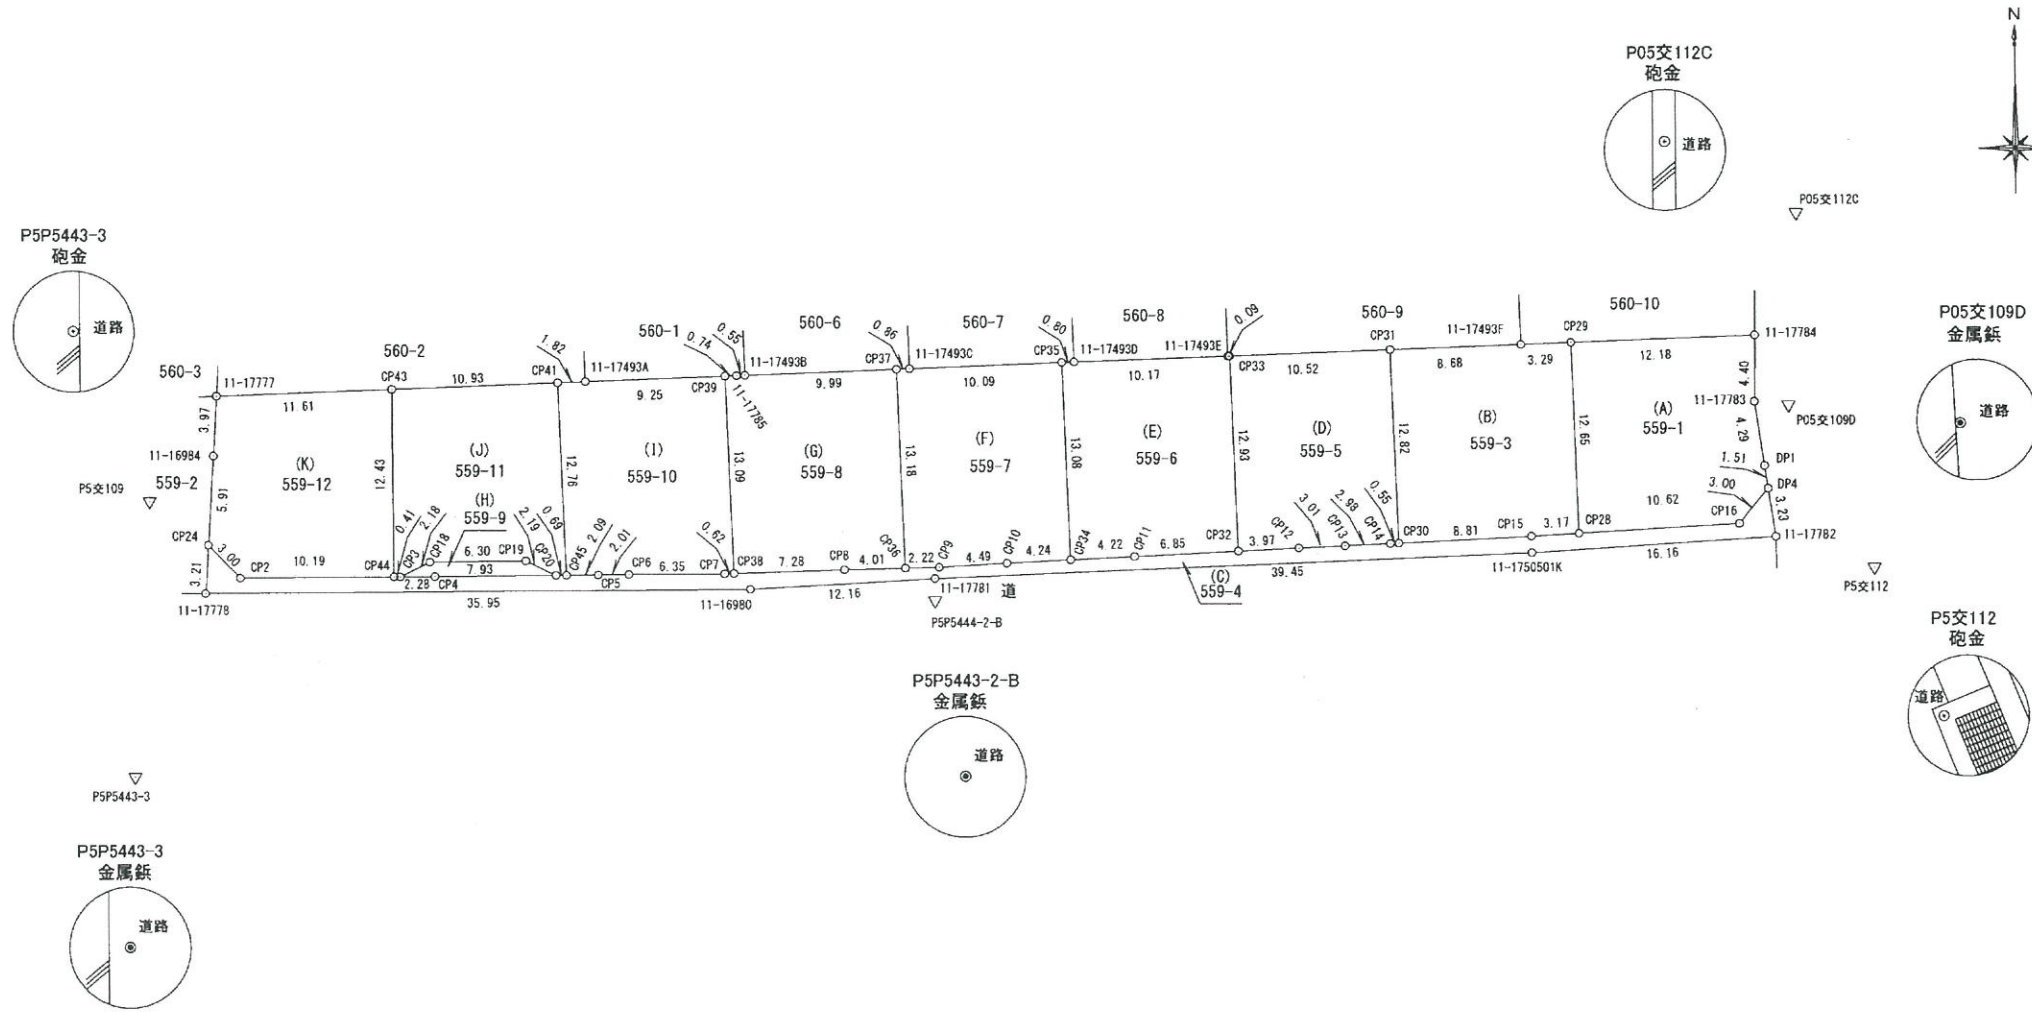 N
P05交112C
砲金
道路
P05交112C
P5P5443-3
砲金
道路
P05交109D
金属鋲
道路
P05交109D
560-3
560-2
560-1
560-6
560-7
560-8
560-9
560-10
11-17777
CP43
10.93
CP41
1.82
11-17493A
0.74
0.55
CP39
11-17493B
11-17785
0.86
CP37
11-17493C
0.80
CP35
11-17493D
11-17493E
0.09
CP33
CP31
11-17493F
CP29
11-17784
11.61
9.25
9.99
10.09
10.17
10.52
8.68
3.29
12.18
4.40
11-17783
4.29
DP1
1.51
DP4
3.00
3.23
CP16
11-17782
3.97
11-16984
559-2
P5交109
5.91
CP24
3.00
3.21
11-17778
(K)
559-12
12.43
(J)
559-11
(H)
559-9
12.76
(I)
559-10
13.09
(G)
559-8
13.18
(F)
559-7
13.08
(E)
559-6
12.93
(D)
559-5
12.82
(B)
559-3
12.65
(A)
559-1
CP2
10.19
CP44
0.41
CP3
2.18
CP18
6.30
CP19
2.19
CP20
0.69
CP45
2.09
2.01
2.28
CP4
7.93
CP5
CP6
6.35
0.62
CP7
CP38
7.28
CP8
4.01
CP36
2.22
CP9
4.49
CP10
4.24
CP34
4.22
CP11
6.85
CP32
3.97
CP12
3.01
CP13
2.98
CP14
0.55
CP30
8.81
CP15
3.17
CP28
10.62
35.95
11-16980
12.16
11-17781
道
39.45
(C)
559-4
11-1750501K
16.16
P5P5444-2-B
P5交112
P5交112
砲金
道路
P5P5443-2-B
金属鋲
道路
P5P5443-3
P5P5443-3
金属鋲
道路